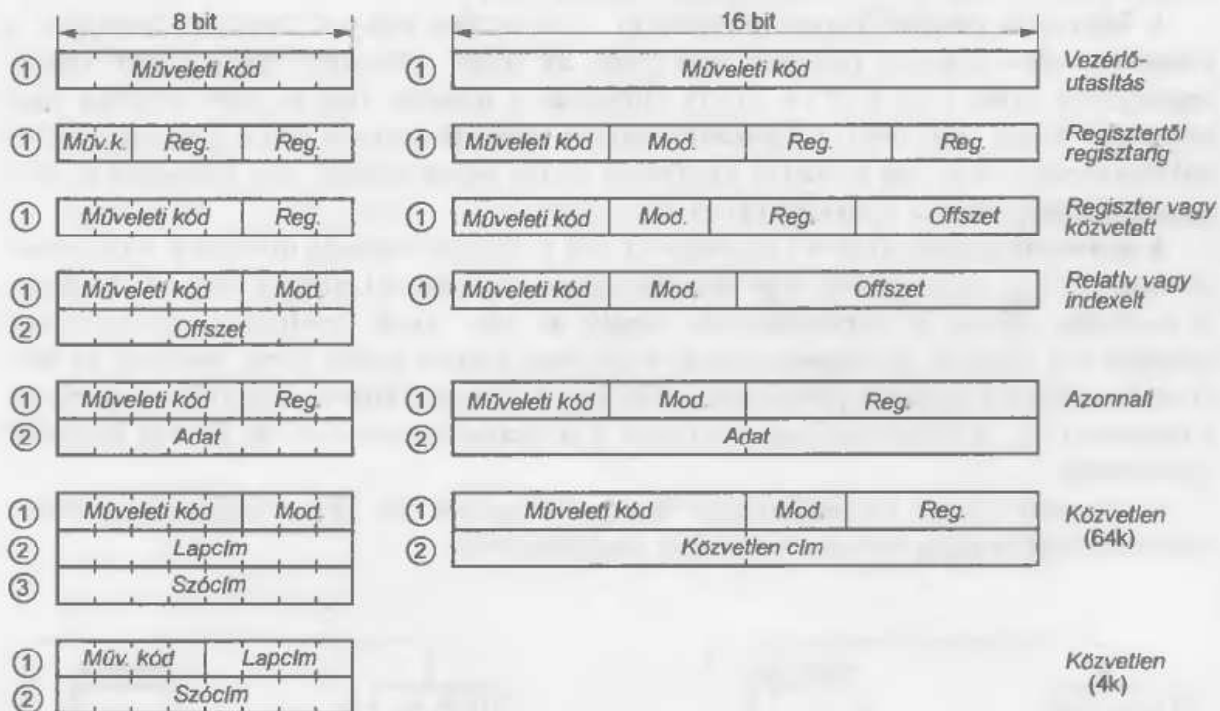 8 bit 16 bit
① Műveleti kód ① Műveleti kód Vezérlő-
utasítás
① Műv.k. Reg. Reg. ① Műveleti kód Mod. Reg. Reg. Regisztertől
regisztang
① Műveleti kód Reg. ① Műveleti kód Mod. Reg. Offszet Regiszter vagy
közvetett
① Műveleti kód Mod. ① Műveleti kód Mod. Offszet Relatív vagy
indexelt
② Offszet
① Műveleti kód Reg. ① Műveleti kód Mod. Reg. Azonnali
② Adat ② Adat
① Műveleti kód Mod. ① Műveleti kód Mod. Reg. Közvetlen
(64k)
② Lapcím ② Közvetlen cím
③ Szócím
① Műv. kód Lapcím Közvetlen
(4k)
② Szócím